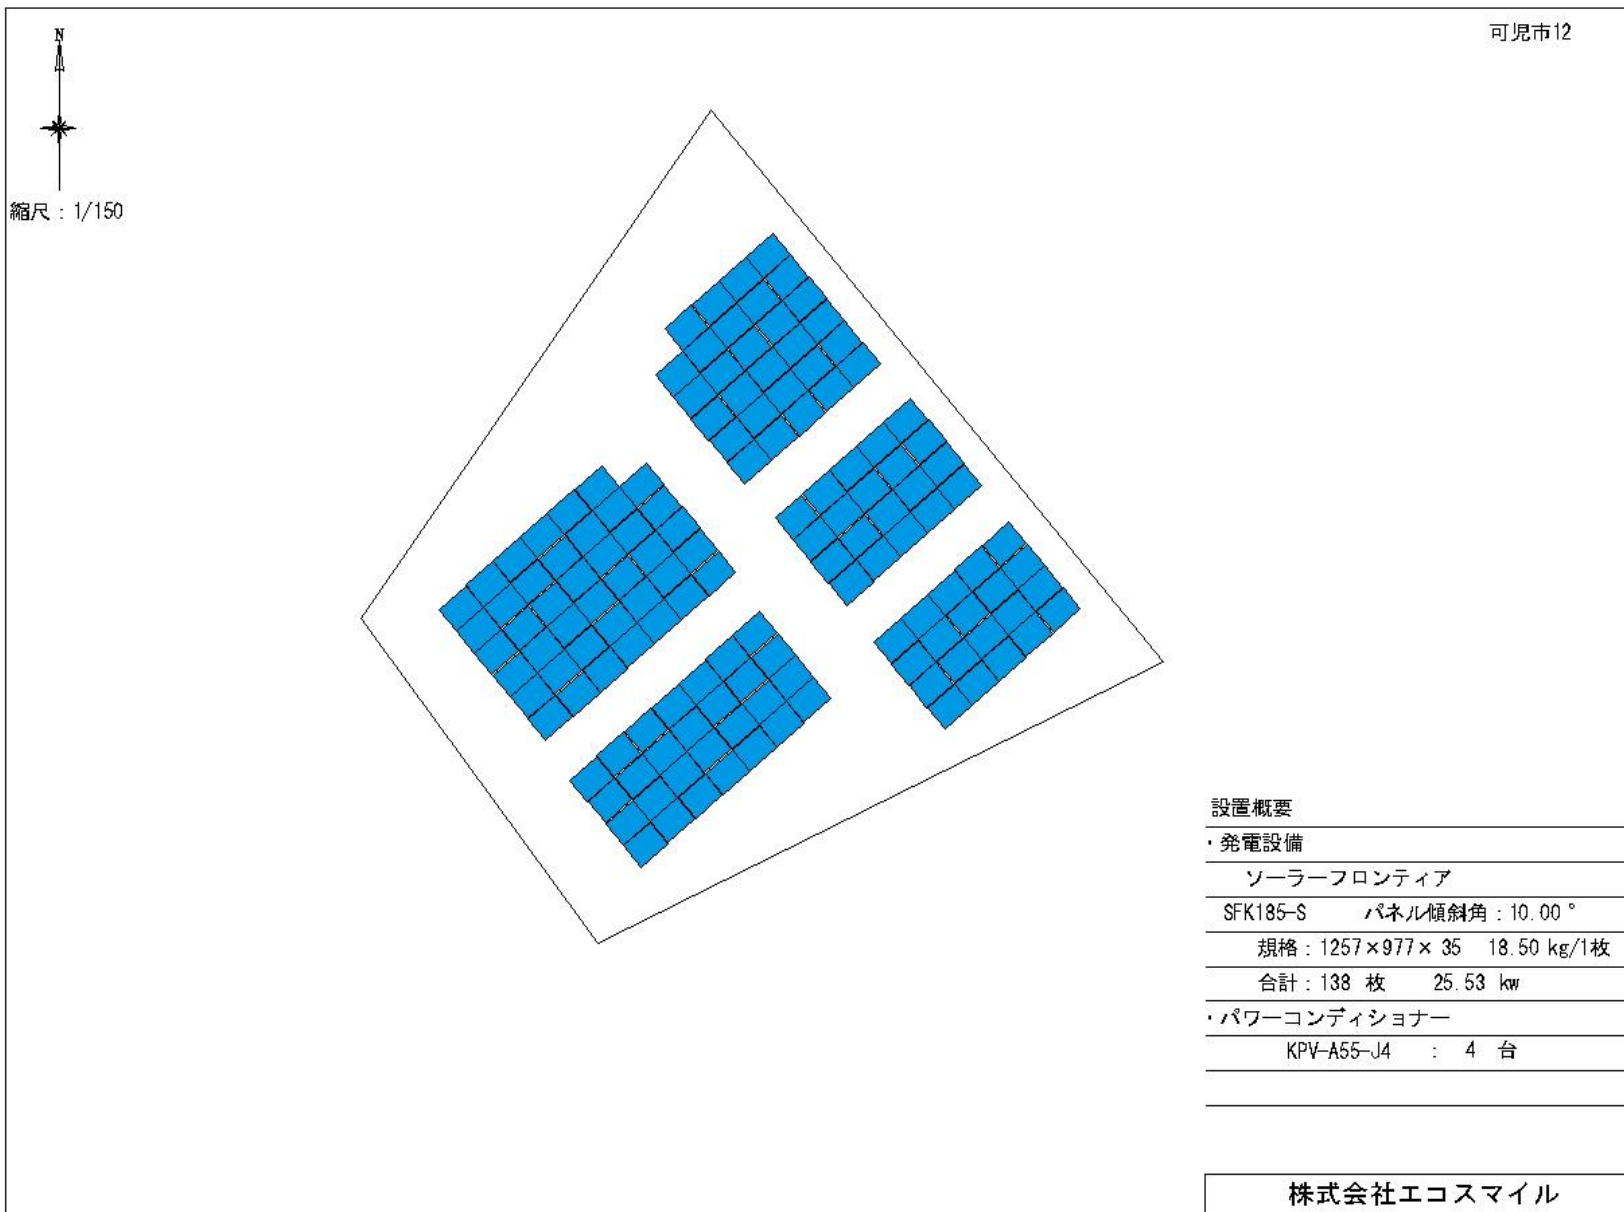 可児市12
N
縮尺：1/150
設置概要
・発電設備
ソーラーフロンティア
SFK185-S　パネル傾斜角：10.00°
規格：1257×977×35　18.50 kg/1枚
合計：138 枚　25.53 kw
・パワーコンディショナー
KPV-A55-J4　：　4　台
株式会社エコスマイル